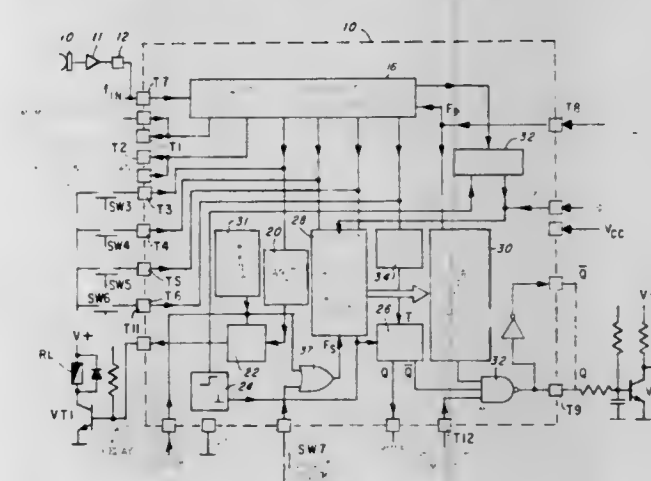 10
10 11 12
16
fIN T7
T8
FD
T1
T2
32
T3
SW3
31
20
28
30
T4
SW4
VCC
34
T5
SW5
Q̅
T6
SW6
T
26
T11
V+
37
FS
RL
22
32
Q Q̅
Q
24
T9
VT1
SW7
T12